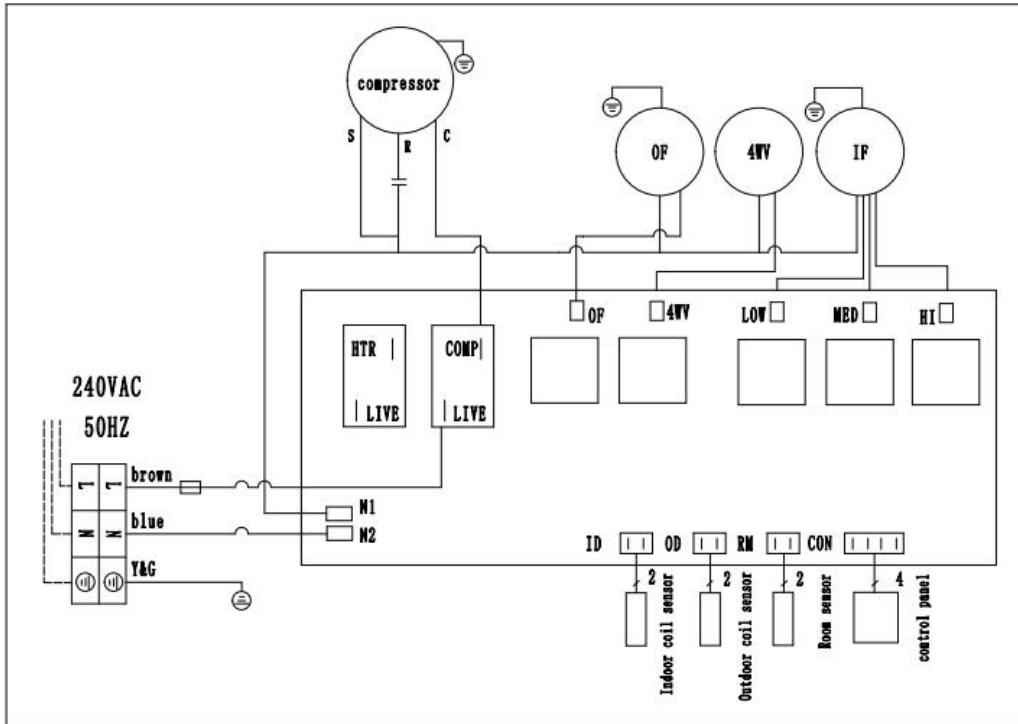 compressor
S
R
C
OF
4WV
IF
OF
4WV
LOW
MED
HI
HTR
COMP
LIVE
LIVE
240VAC
50HZ
L
L
brown
N
N
blue
Y&G
N1
N2
ID
OD
RM
CON
2
2
2
4
Indoor coil sensor
Outdoor coil sensor
Room sensor
control panel